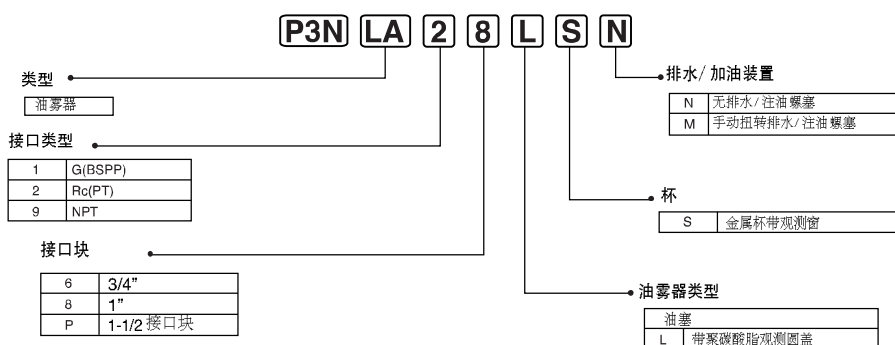 P3N LA 2 8 L S N
类型
油雾器
接口类型
1 G(BSPP)
2 Rc(PT)
9 NPT
接口块
6 3/4”
8 1”
P 1-1/2 接口块
排水/ 加油装置
N 无排水/注油螺塞
M 手动扭转排水/注油螺塞
杯
S 金属杯带观测窗
油雾器类型
油塞
L 带聚碳酸脂观测圆盖